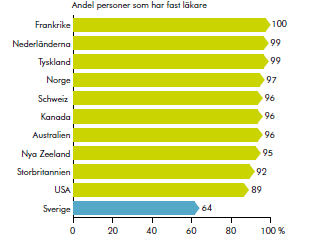 Andel personer som har fast läkare
Frankrike 100
Nederländerna 99
Tyskland 99
Norge 97
Schweiz 96
Kanada 96
Australien 96
Nya Zeeland 95
Storbritannien 92
USA 89
Sverige 64
0 20 40 60 80 100 %